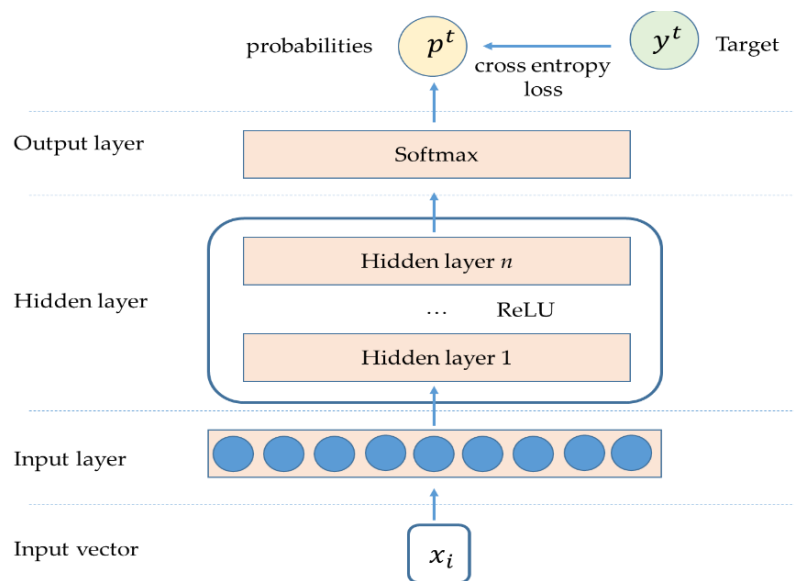 probabilities
pᵗ
yᵗ
Target
cross entropy
loss
Output layer
Softmax
Hidden layer n
Hidden layer
... ReLU
Hidden layer 1
Input layer
Input vector
xᵢ